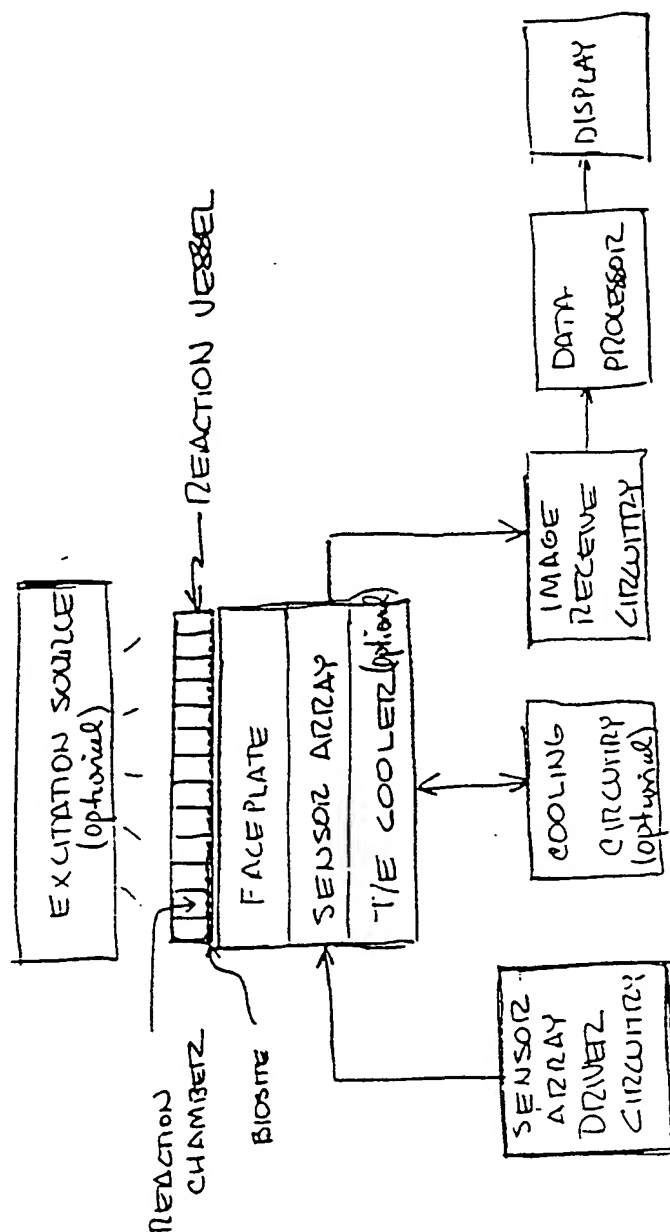 EXCITATION SOURCE
(optional)
REACTION VESSEL
REACTION
CHAMBER
BIOSITE
FACEPLATE
SENSOR ARRAY
T/E COOLER (optional)
SENSOR
ARRAY
DRIVER
CIRCUITRY
COOLING
CIRCUITRY
(optional)
IMAGE
RECEIVE
CIRCUITRY
DATA
PROCESSOR
DISPLAY